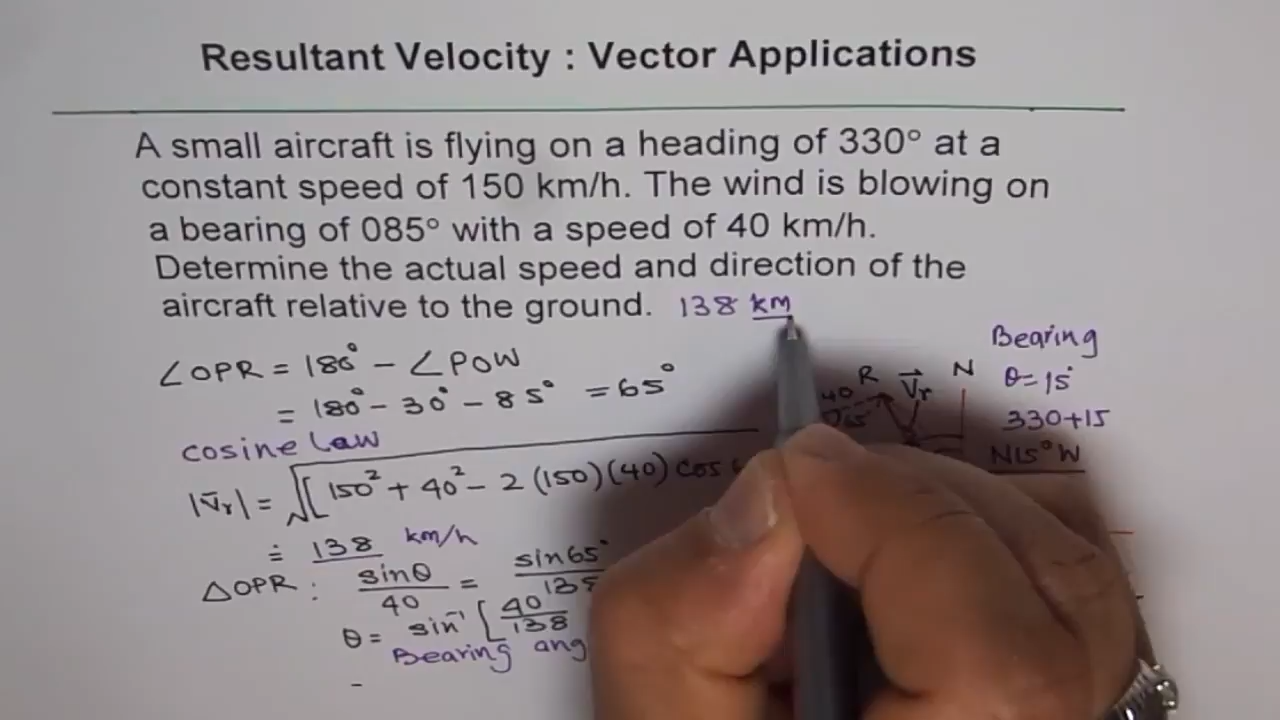 Resultant Velocity : Vector Applications
A small aircraft is flying on a heading of 330° at a
constant speed of 150 km/h. The wind is blowing on
a bearing of 085° with a speed of 40 km/h.
Determine the actual speed and direction of the
aircraft relative to the ground. 138 km
∠OPR = 180° - ∠POW
= 180° - 30° - 85° = 65°
cosine Law
|v⃗r| = √[150² + 40² - 2(150)(40) cos
≐ 138 km/h
△OPR : sinθ/40 = sin65°/138
θ = sin⁻¹[40/138
Bearing ang
40 R v⃗r N
65°
Bearing
θ=15°
330+15
N15°W